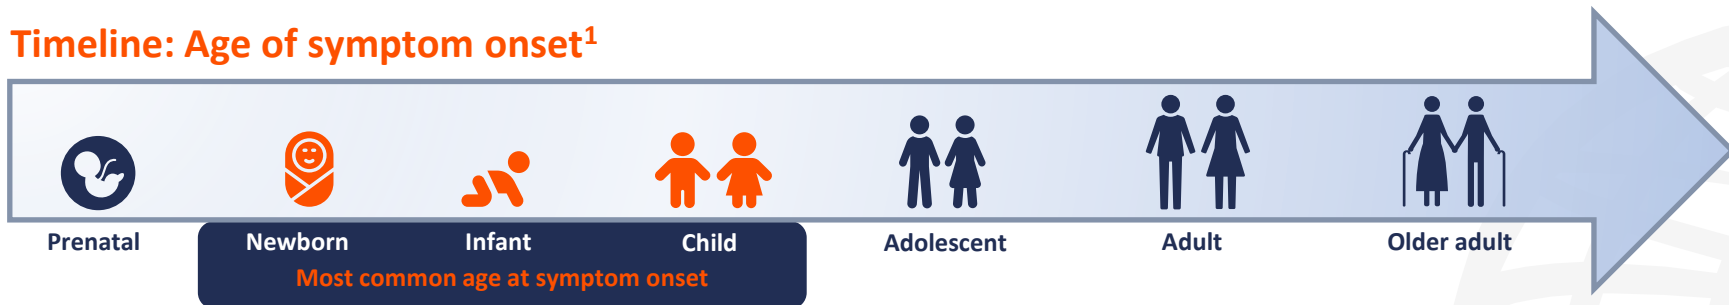 Timeline: Age of symptom onset¹
Prenatal Newborn Infant Child Adolescent Adult Older adult
Most common age at symptom onset